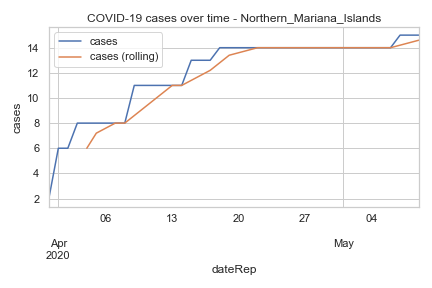 COVID-19 cases over time - Northern_Mariana_Islands
cases
cases (rolling)
14
12
10
8
6
4
2
cases
06
13
20
27
04
Apr
2020
May
dateRep